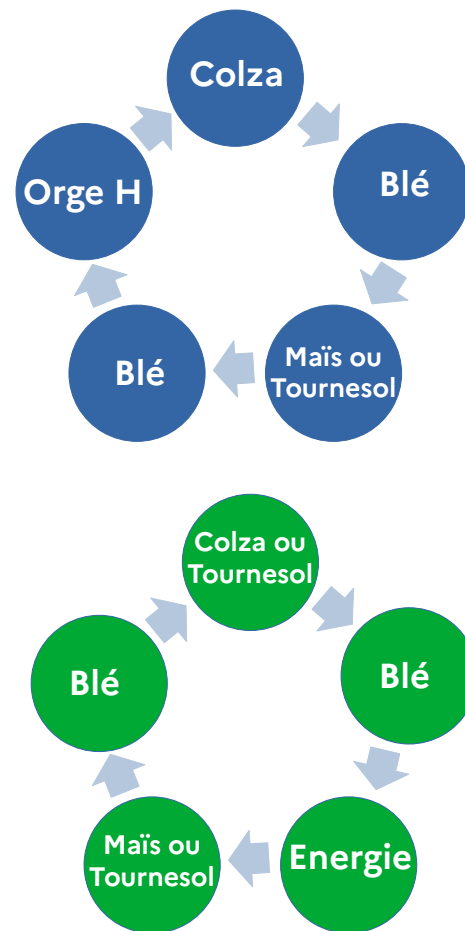 Colza
Orge H
Blé
Blé
Maïs ou
Tournesol
Colza ou
Tournesol
Blé
Blé
Maïs ou
Tournesol
Energie